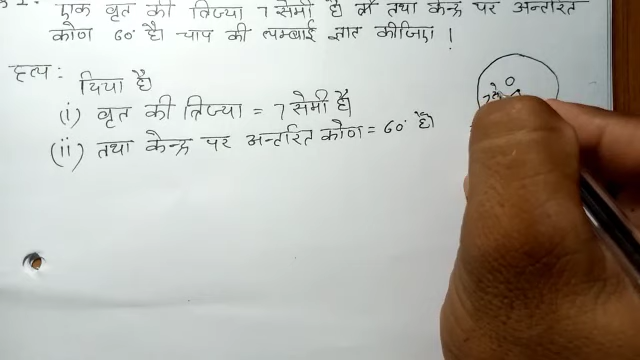 एक वृत की त्रिज्या 7 सेमी है में तथा केन्द्र पर अन्तरित
कोण 60° है। चाप की लम्बाई ज्ञात कीजिए !
हल :
दिया है
(i) वृत की त्रिज्या = 7 सेमी है
(ii) तथा केन्द्र पर अन्तरित कोण = 60° है
O